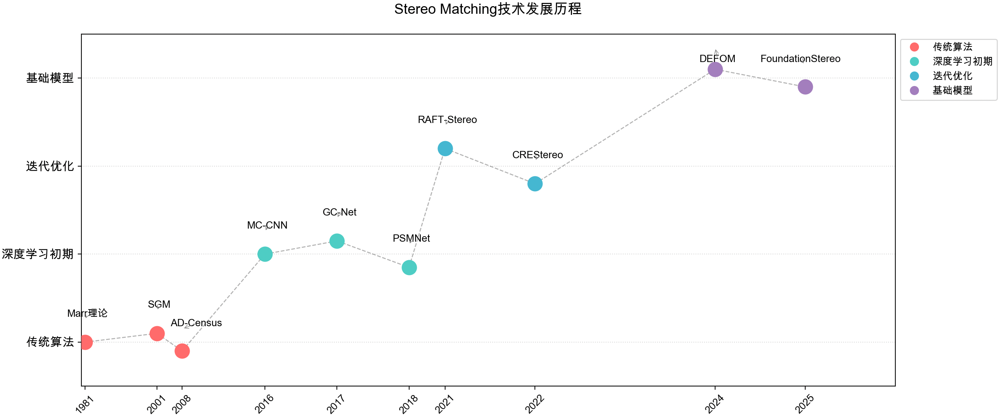 Stereo Matching技术发展历程
基础模型
迭代优化
深度学习初期
传统算法
DEFOM
FoundationStereo
RAFT-Stereo
CREStereo
GC-Net
MC-CNN
PSMNet
SGM
Marr理论
AD-Census
1981
2001
2008
2016
2017
2018
2021
2022
2024
2025
传统算法
深度学习初期
迭代优化
基础模型